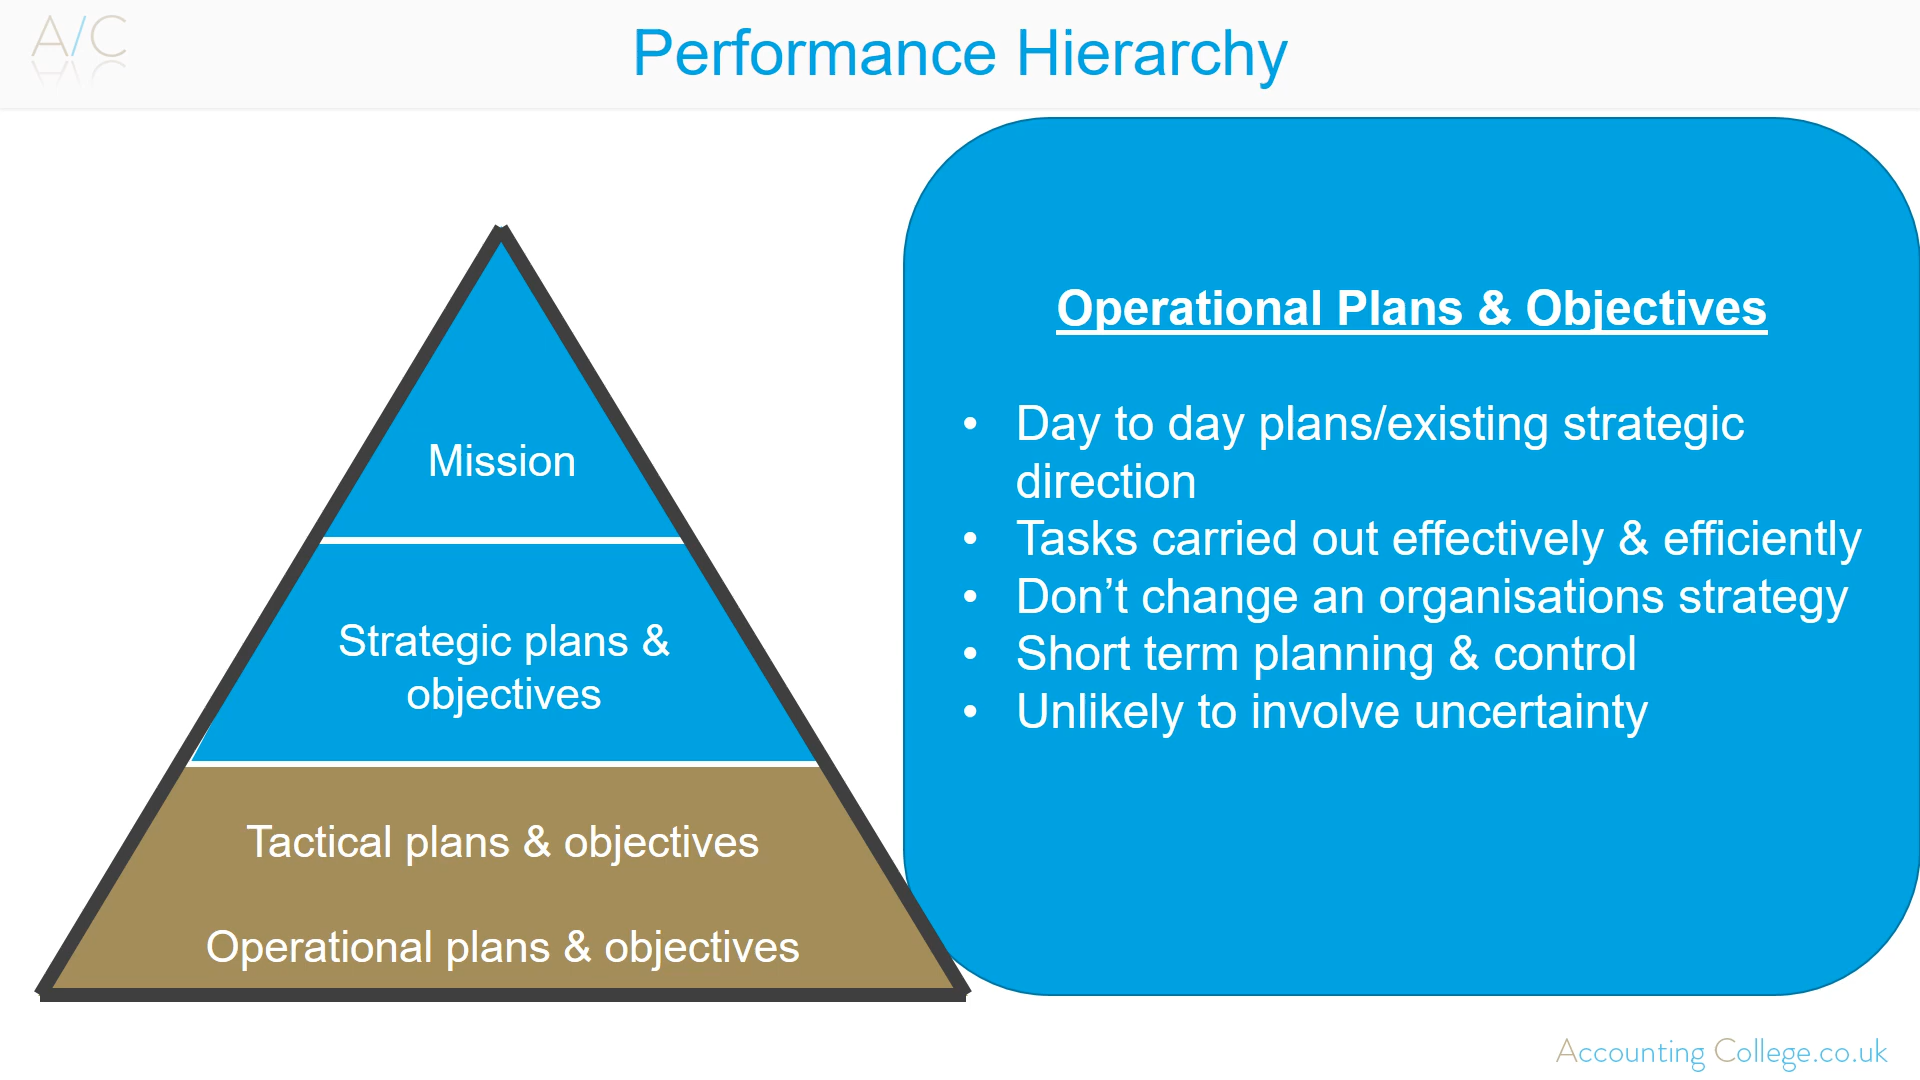 A/C
Performance Hierarchy
Mission
Strategic plans &
objectives
Tactical plans & objectives
Operational plans & objectives
Operational Plans & Objectives
• Day to day plans/existing strategic
direction
• Tasks carried out effectively & efficiently
• Don’t change an organisations strategy
• Short term planning & control
• Unlikely to involve uncertainty
Accounting College.co.uk